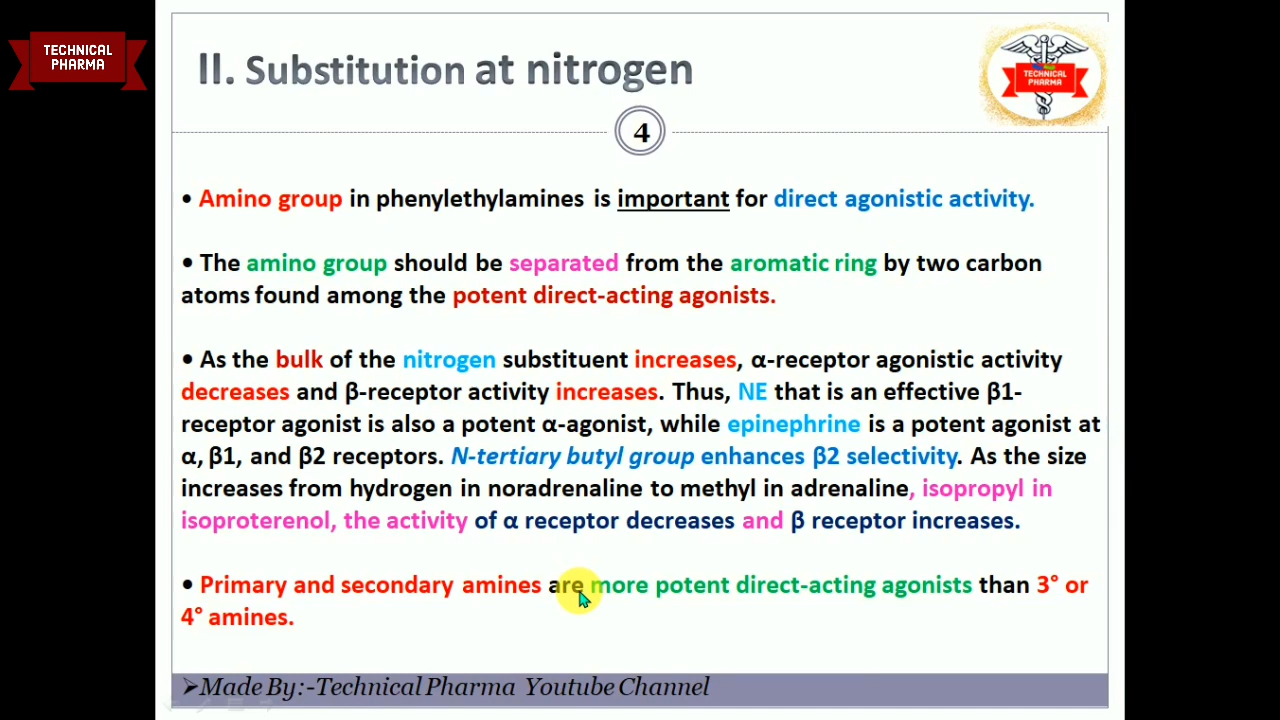 TECHNICAL
PHARMA
II. Substitution at nitrogen
TECHNICAL
PHARMA
4
• Amino group in phenylethylamines is important for direct agonistic activity.
• The amino group should be separated from the aromatic ring by two carbon
atoms found among the potent direct-acting agonists.
• As the bulk of the nitrogen substituent increases, α-receptor agonistic activity
decreases and β-receptor activity increases. Thus, NE that is an effective β1-
receptor agonist is also a potent α-agonist, while epinephrine is a potent agonist at
α, β1, and β2 receptors. N-tertiary butyl group enhances β2 selectivity. As the size
increases from hydrogen in noradrenaline to methyl in adrenaline, isopropyl in
isoproterenol, the activity of α receptor decreases and β receptor increases.
• Primary and secondary amines are more potent direct-acting agonists than 3° or
4° amines.
➢Made By:-Technical Pharma Youtube Channel